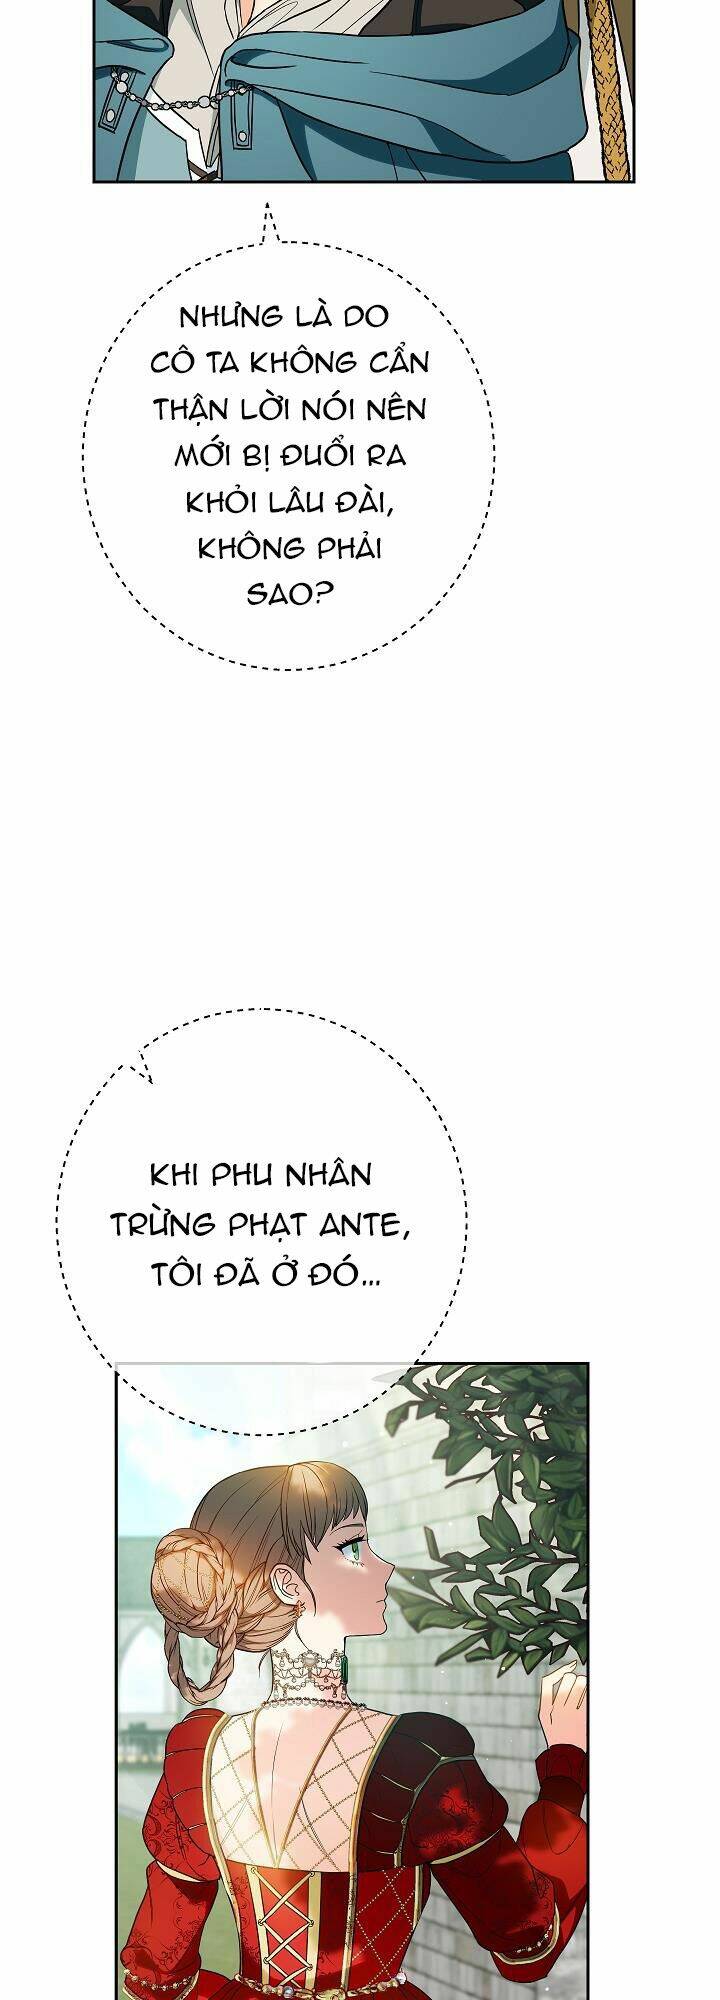 NHƯNG LÀ DO
CÔ TA KHÔNG CẨN
THẬN LỜI NÓI NÊN
MỚI BỊ ĐUỔI RA
KHỎI LÂU ĐÀI,
KHÔNG PHẢI
SAO?
KHI PHU NHÂN
TRỪNG PHẠT ANTE,
TÔI ĐÃ Ở ĐÓ...